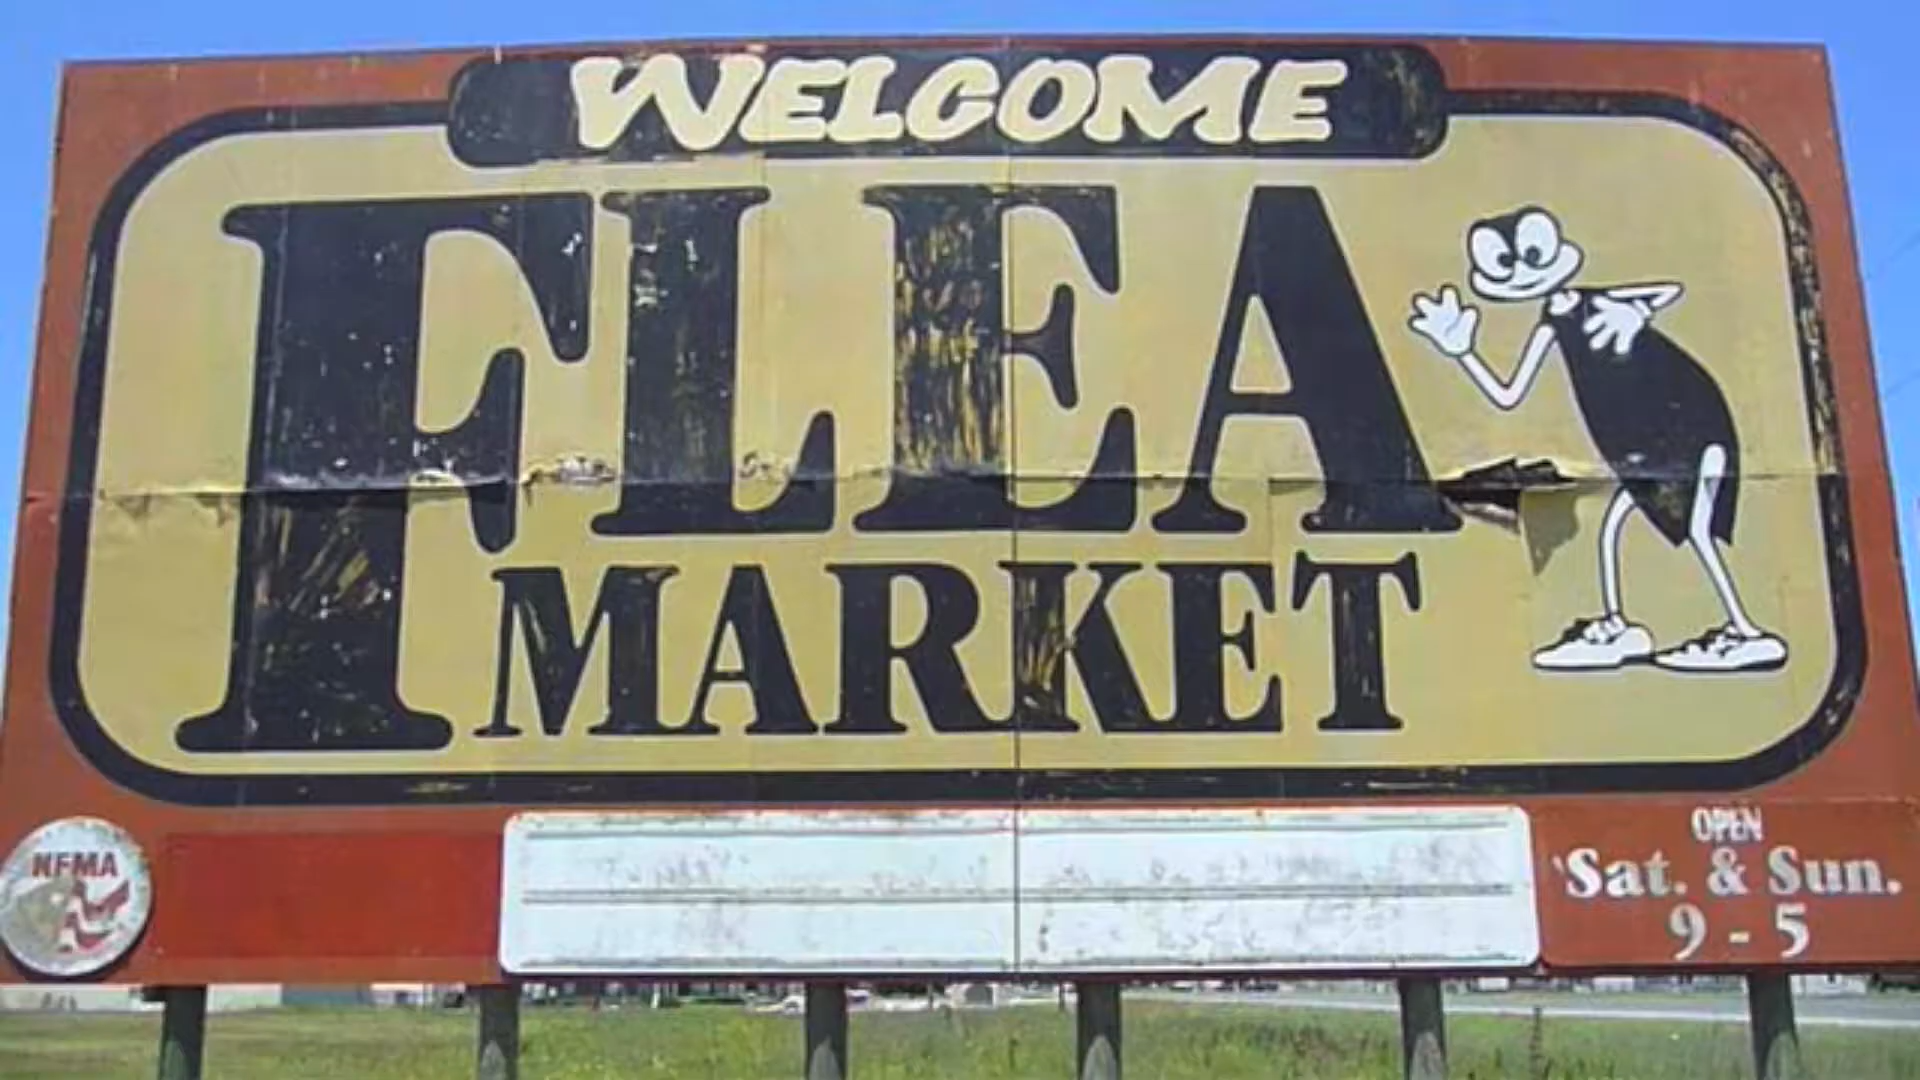 WELCOME
FLEA
MARKET
NFMA
OPEN
Sat. & Sun.
9 - 5